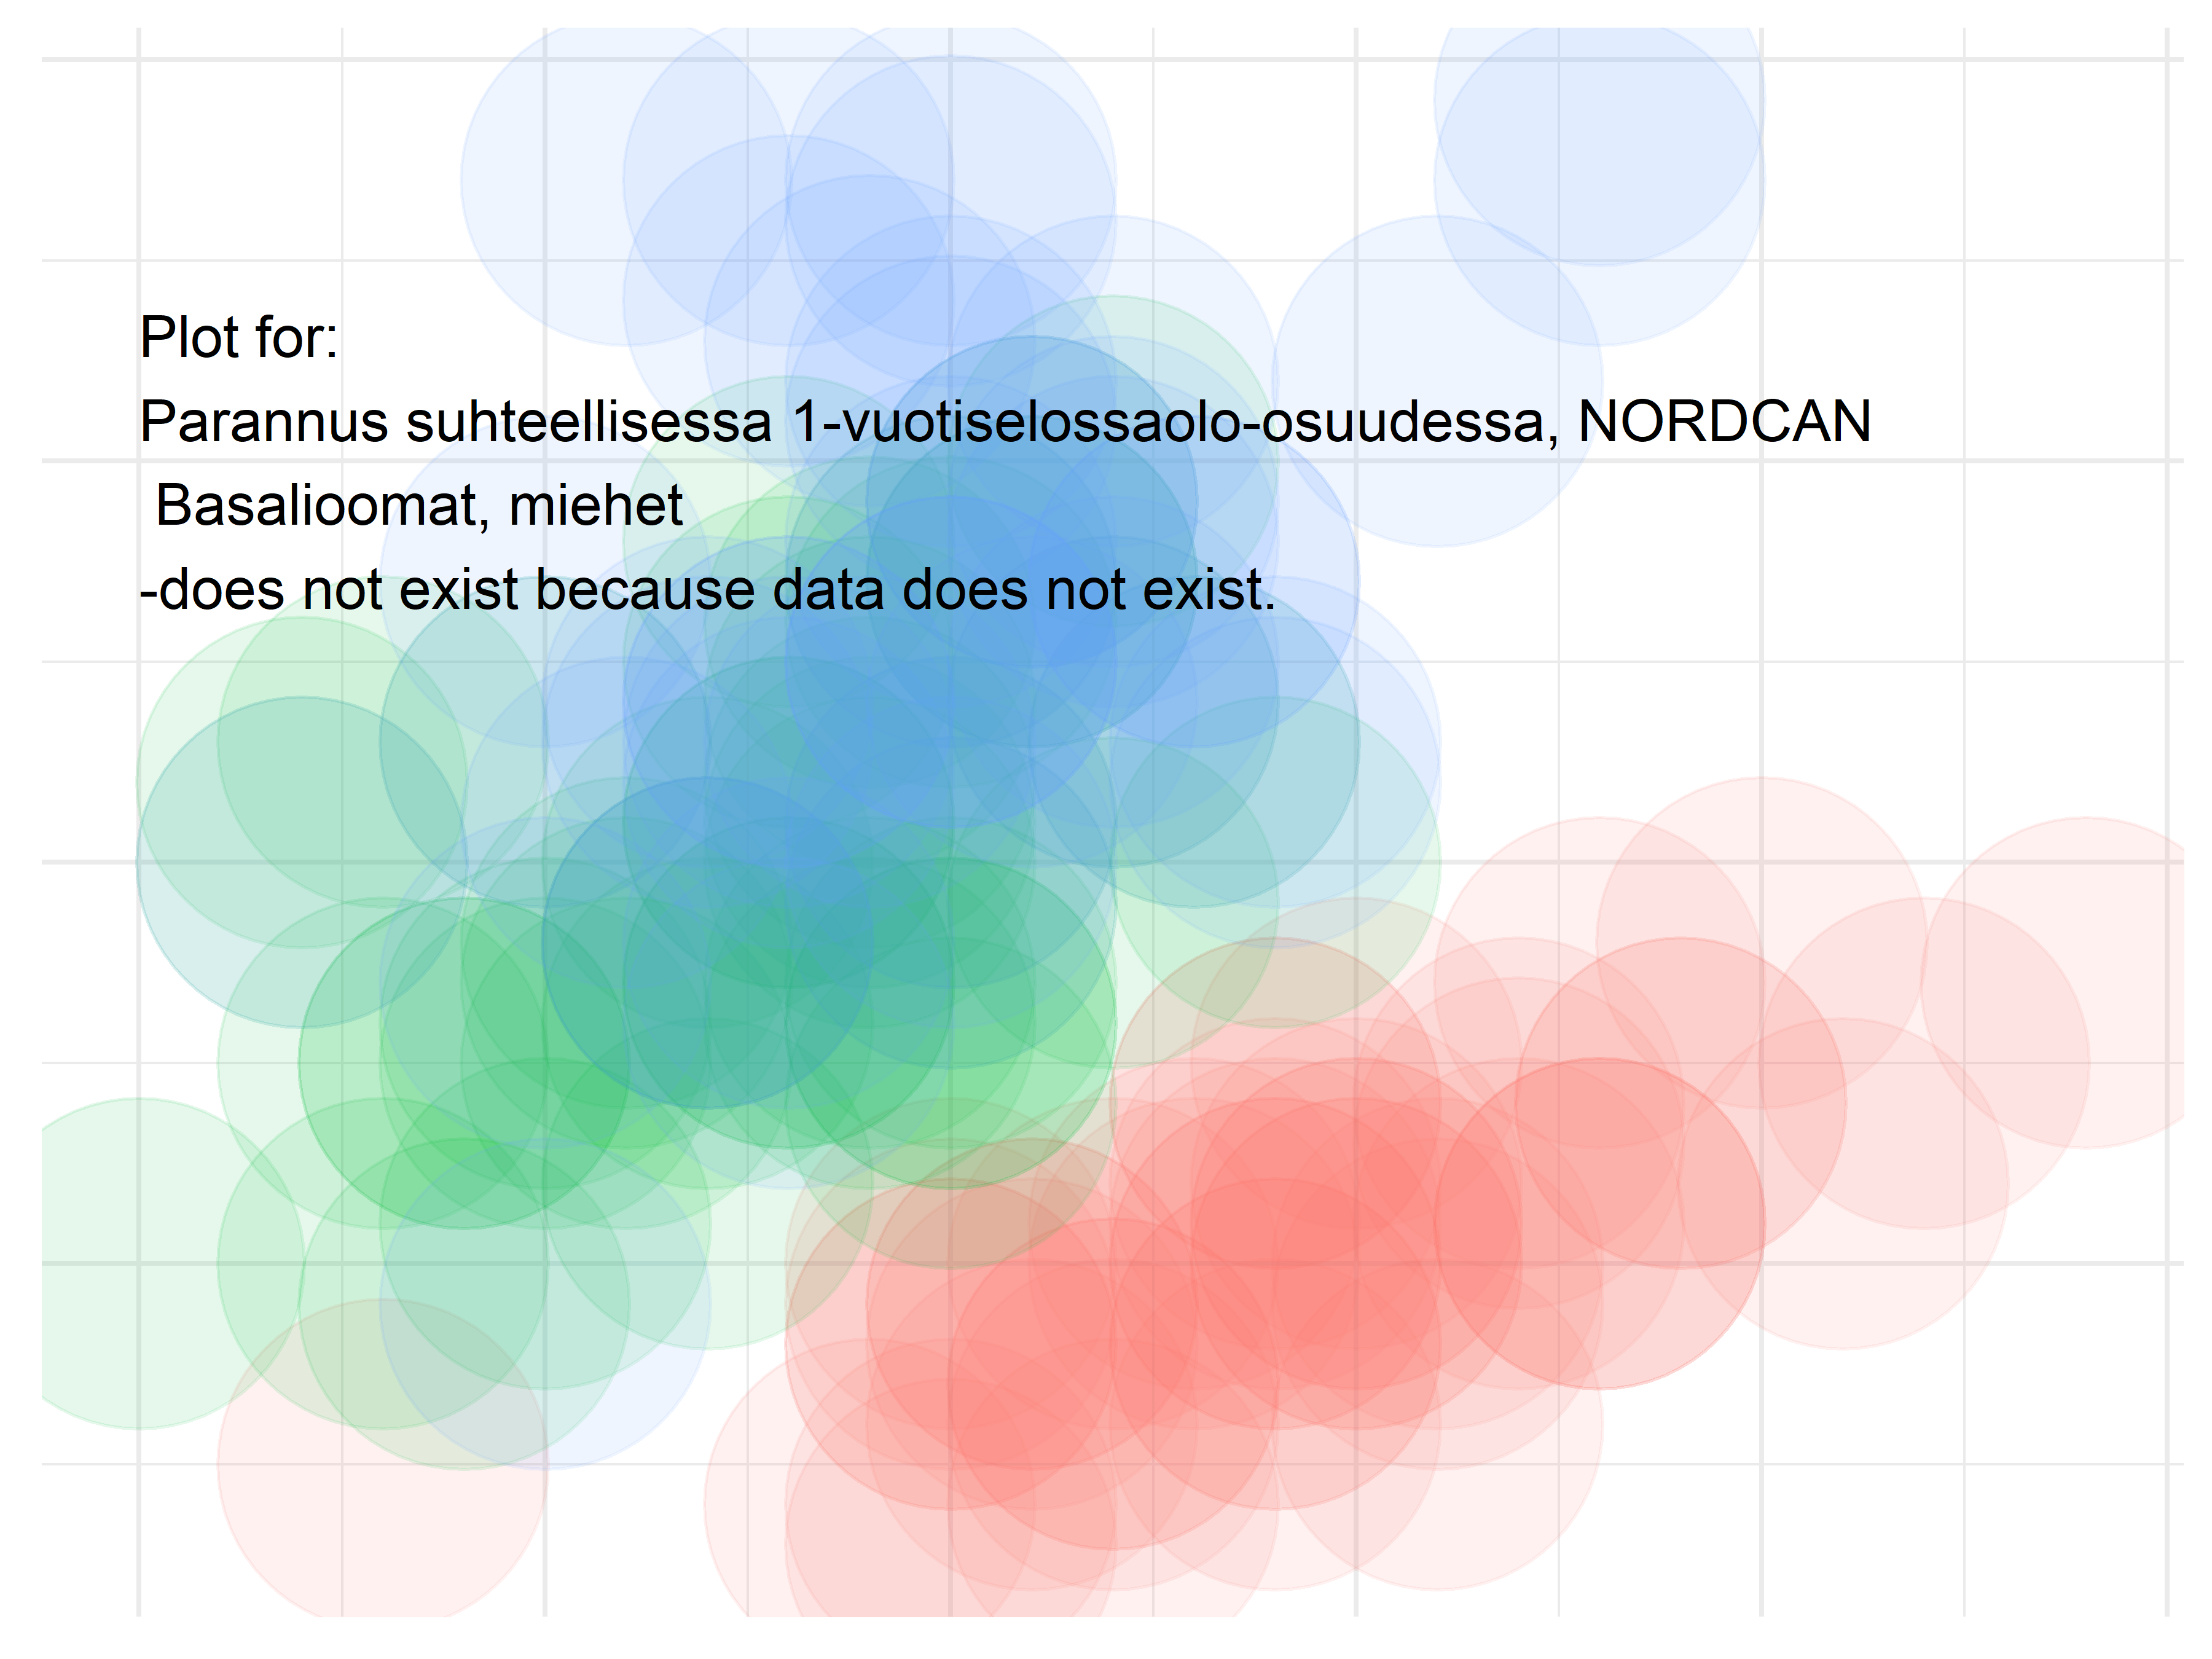 Plot for:
Parannus suhteellisessa 1-vuotiselossaolo-osuudessa, NORDCAN
Basalioomat, miehet
-does not exist because data does not exist.